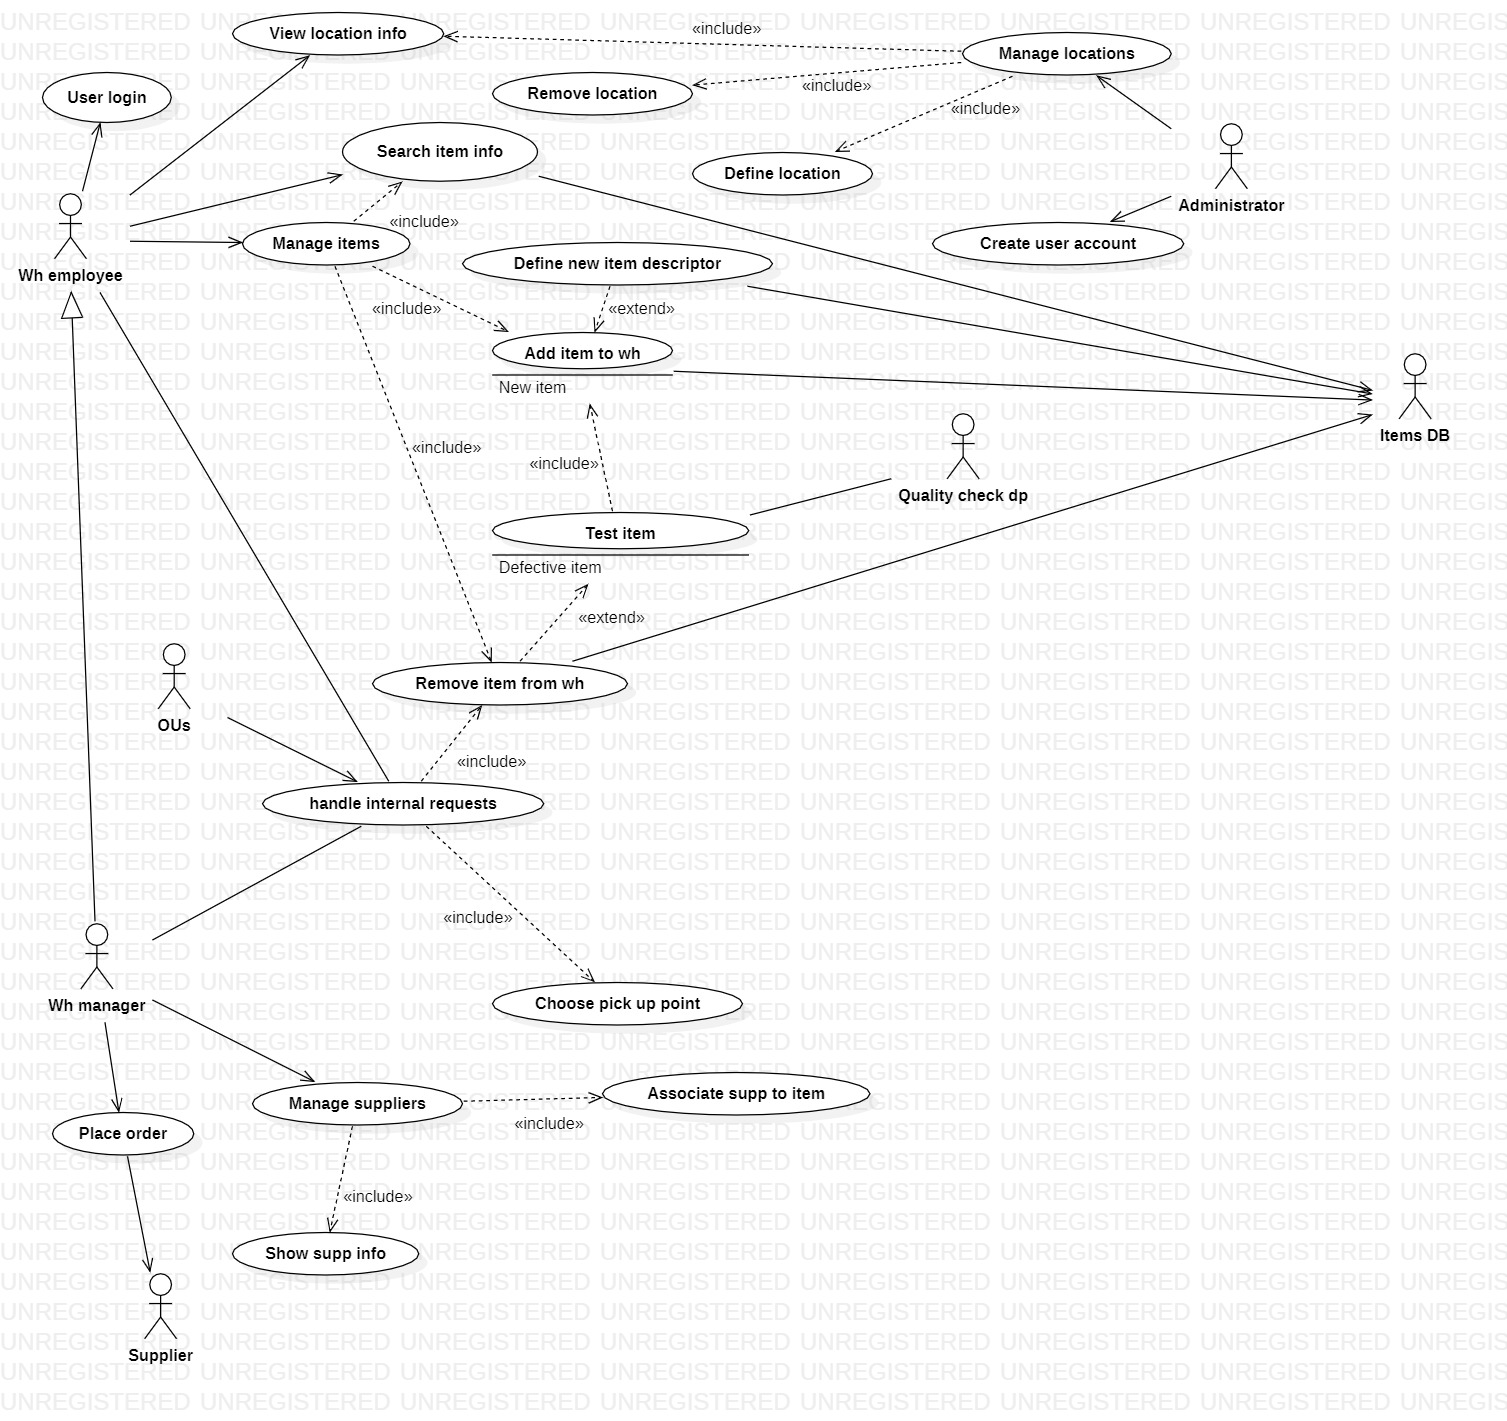 View location info
«include»
Manage locations
User login
Remove location
«include»
«include»
Search item info
Define location
Administrator
«include»
Wh employee
Manage items
Create user account
Define new item descriptor
«include»
«extend»
Add item to wh
New item
Items DB
«include»
«include»
Quality check dp
Test item
Defective item
«extend»
Remove item from wh
OUs
«include»
handle internal requests
«include»
Wh manager
Choose pick up point
Manage suppliers
Associate supp to item
«include»
Place order
«include»
Show supp info
Supplier
UNREGISTERED